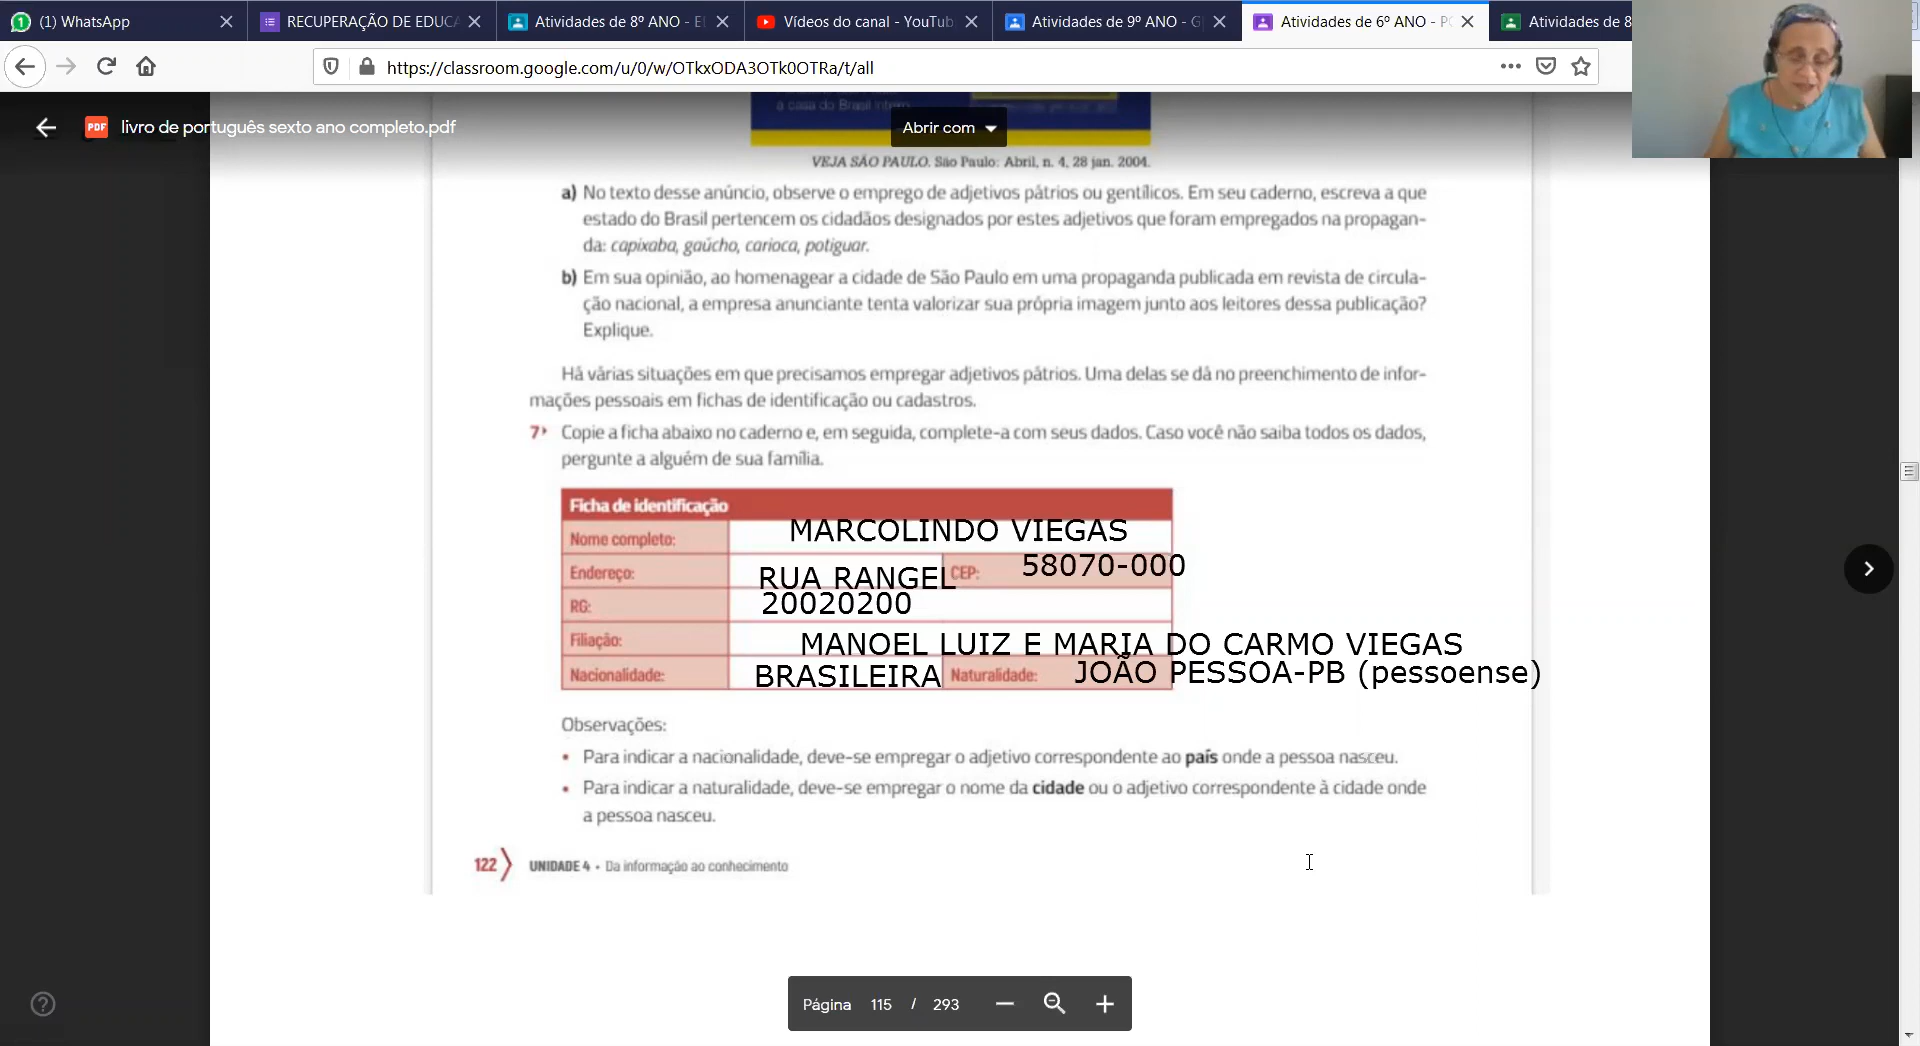 (1) WhatsApp
RECUPERAÇÃO DE EDUCA
Atividades de 8º ANO - E
Vídeos do canal - YouTub
Atividades de 9º ANO - G
Atividades de 6º ANO - P
Atividades de 8
https://classroom.google.com/u/0/w/OTkxODA3OTk0OTRa/t/all
PDF livro de português sexto ano completo.pdf
a casa do Brasil inteiro
Abrir com
VEJA SÃO PAULO. São Paulo: Abril, n. 4, 28 jan. 2004.
a) No texto desse anúncio, observe o emprego de adjetivos pátrios ou gentílicos. Em seu caderno, escreva a que
estado do Brasil pertencem os cidadãos designados por estes adjetivos que foram empregados na propagan-
da: capixaba, gaúcho, carioca, potiguar.
b) Em sua opinião, ao homenagear a cidade de São Paulo em uma propaganda publicada em revista de circula-
ção nacional, a empresa anunciante tenta valorizar sua própria imagem junto aos leitores dessa publicação?
Explique.
Há várias situações em que precisamos empregar adjetivos pátrios. Uma delas se dá no preenchimento de infor-
mações pessoais em fichas de identificação ou cadastros.
7 Copie a ficha abaixo no caderno e, em seguida, complete-a com seus dados. Caso você não saiba todos os dados,
pergunte a alguém de sua família.
Ficha de identificação
Nome completo: MARCOLINDO VIEGAS
Endereço: RUA RANGEL CEP: 58070-000
RG: 20020200
Filiação: MANOEL LUIZ E MARIA DO CARMO VIEGAS
Nacionalidade: BRASILEIRA Naturalidade: JOÃO PESSOA-PB (pessoense)
Observações:
• Para indicar a nacionalidade, deve-se empregar o adjetivo correspondente ao país onde a pessoa nasceu.
• Para indicar a naturalidade, deve-se empregar o nome da cidade ou o adjetivo correspondente à cidade onde
a pessoa nasceu.
122 UNIDADE 4 • Da informação ao conhecimento
Página 115 / 293